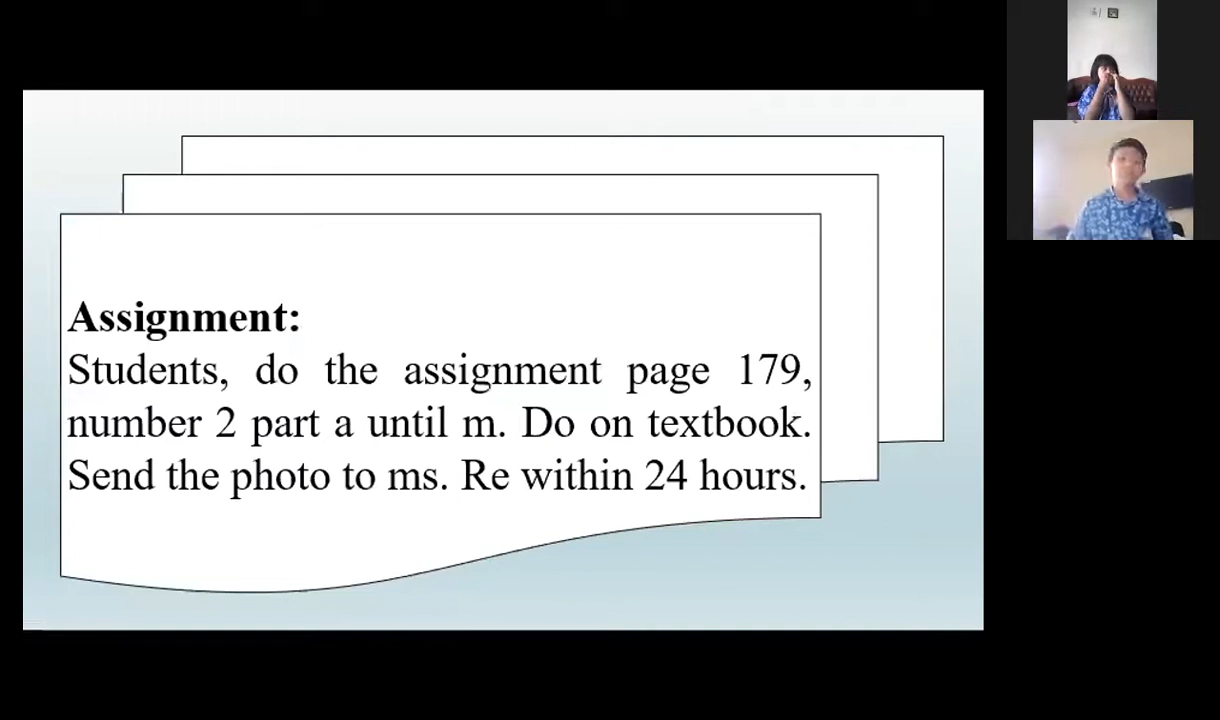 Assignment:
Students, do the assignment page 179,
number 2 part a until m. Do on textbook.
Send the photo to ms. Re within 24 hours.